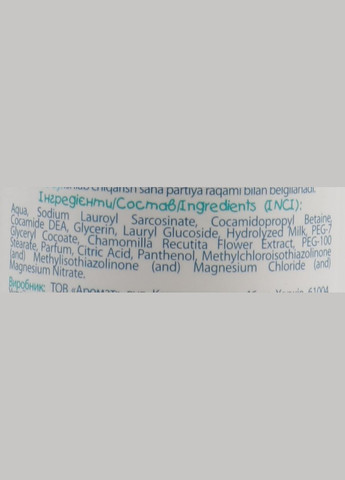 chiqarish sana partiya raqami bilan belgilanadi.
Інгредієнти/Состав/Ingredients (INCI):
Aqua, Sodium Lauroyl Sarcosinate, Cocamidopropyl Betaine,
Cocamide DEA, Glycerin, Lauryl Glucoside, Hydrolyzed Milk, PEG-7
Glyceryl Cocoate, Chamomilla Recutita Flower Extract, PEG-100
Stearate, Parfum, Citric Acid, Panthenol, Methylchloroisothiazolinone
(and) Methylisothiazolinone (and) Magnesium Chloride (and)
Magnesium Nitrate.
Виробник: ТОВ «Аромат»